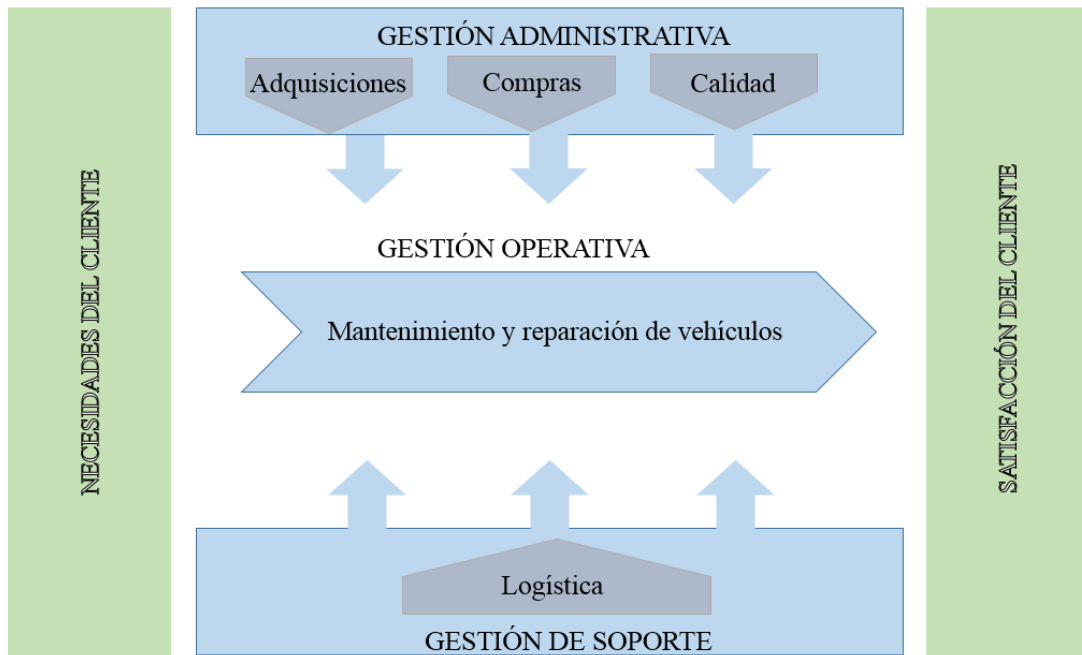 GESTIÓN ADMINISTRATIVA
Adquisiciones
Compras
Calidad
NECESIDADES DEL CLIENTE
GESTIÓN OPERATIVA
Mantenimiento y reparación de vehículos
SATISFACCIÓN DEL CLIENTE
Logística
GESTIÓN DE SOPORTE